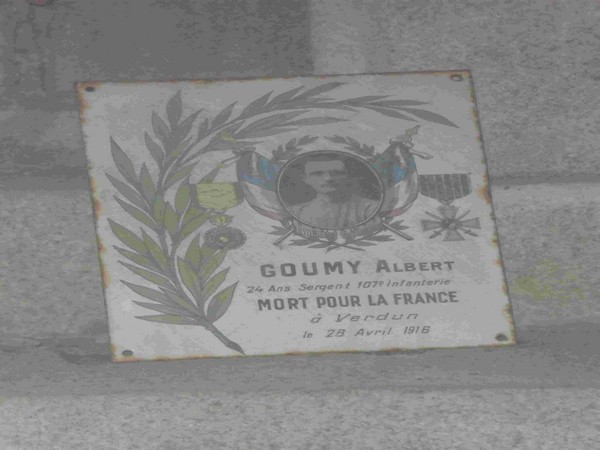 GOUMY ALBERT
24 Ans Sergent 107e Infanterie
MORT POUR LA FRANCE
à Verdun
le 28 Avril 1916